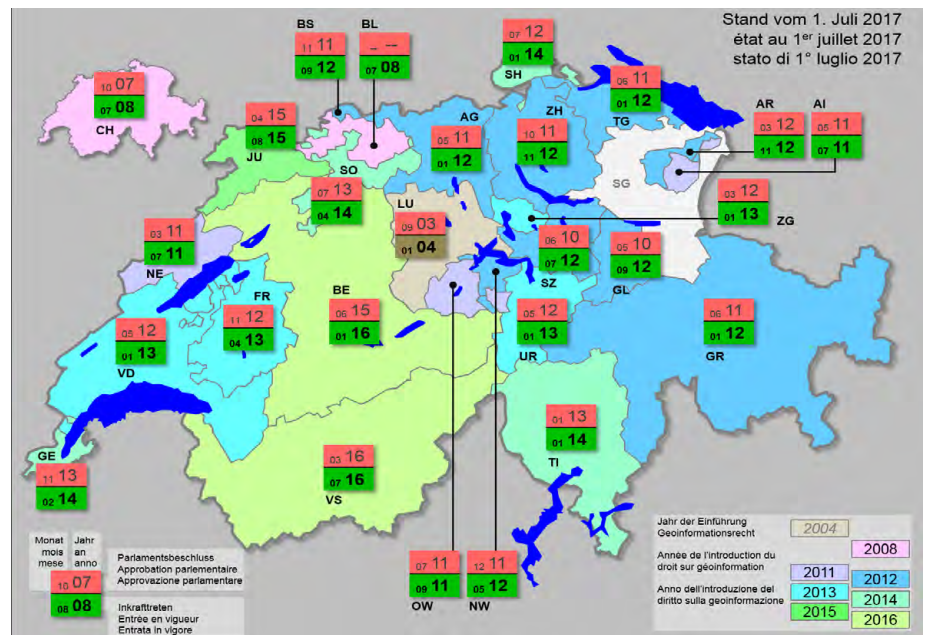 Stand vom 1. Juli 2017
état au 1er juillet 2017
stato di 1° luglio 2017
10 07
07 08
CH
BS
11 11
09 12
BL
_ --
07 08
07 12
01 14
SH
06 11
01 12
TG
04 15
08 15
JU
AG
05 11
01 12
ZH
10 11
11 12
AR
03 12
11 12
AI
05 11
07 11
SO
07 13
04 14
LU
09 03
01 04
SG
03 12
01 13
ZG
03 11
07 11
NE
06 10
07 12
SZ
05 10
09 12
GL
FR
11 12
04 13
BE
06 15
01 16
05 12
01 13
VD
05 12
01 13
UR
06 11
01 12
GR
GE
11 13
02 14
03 16
07 16
VS
01 13
01 14
TI
07 11
09 11
OW
12 11
05 12
NW
Monat
mois
mese
Jahr
an
anno
10 07
08 08
Parlamentsbeschluss
Approbation parlementaire
Approvazione parlamentare
Inkrafttreten
Entrée en vigueur
Entrata in vigore
Jahr der Einführung
Geoinformationsrecht
Année de l'introduction du
droit sur géoinformation
Anno dell'introduzione del
diritto sulla geoinformazione
2004
2008
2011
2012
2013
2014
2015
2016